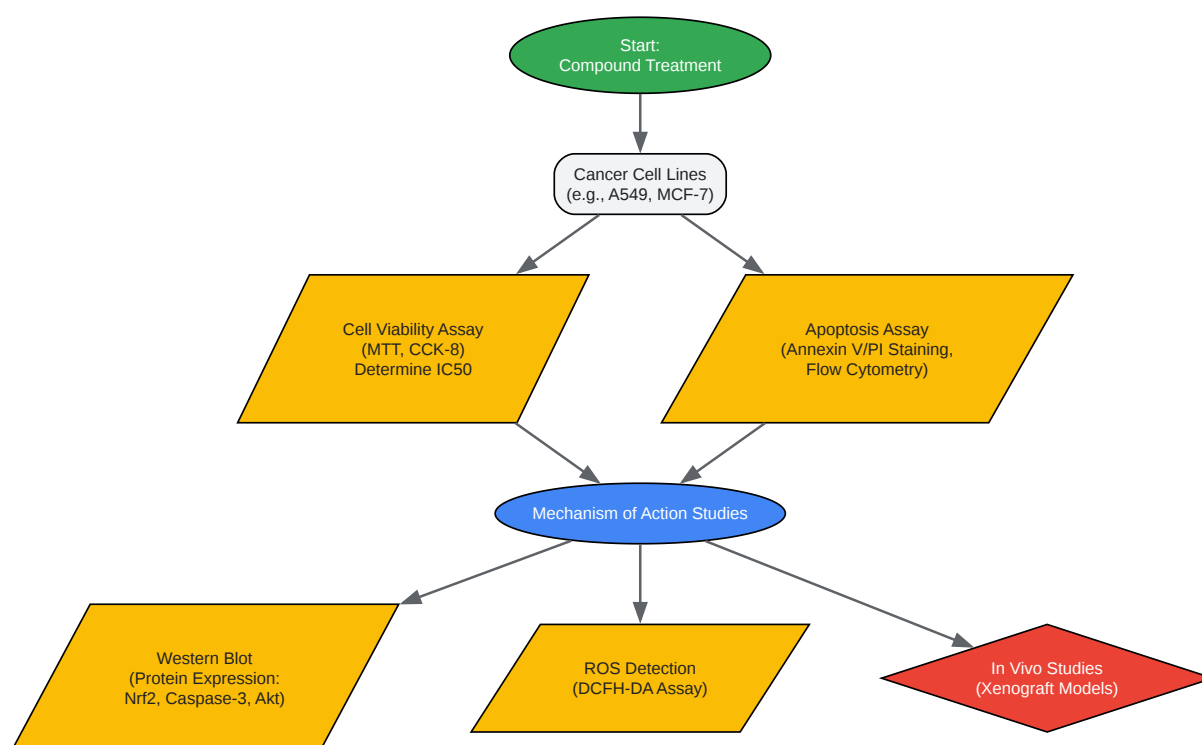 Start:
Compound Treatment
Cancer Cell Lines
(e.g., A549, MCF-7)
Cell Viability Assay
(MTT, CCK-8)
Determine IC50
Apoptosis Assay
(Annexin V/PI Staining,
Flow Cytometry)
Mechanism of Action Studies
Western Blot
(Protein Expression:
Nrf2, Caspase-3, Akt)
ROS Detection
(DCFH-DA Assay)
In Vivo Studies
(Xenograft Models)